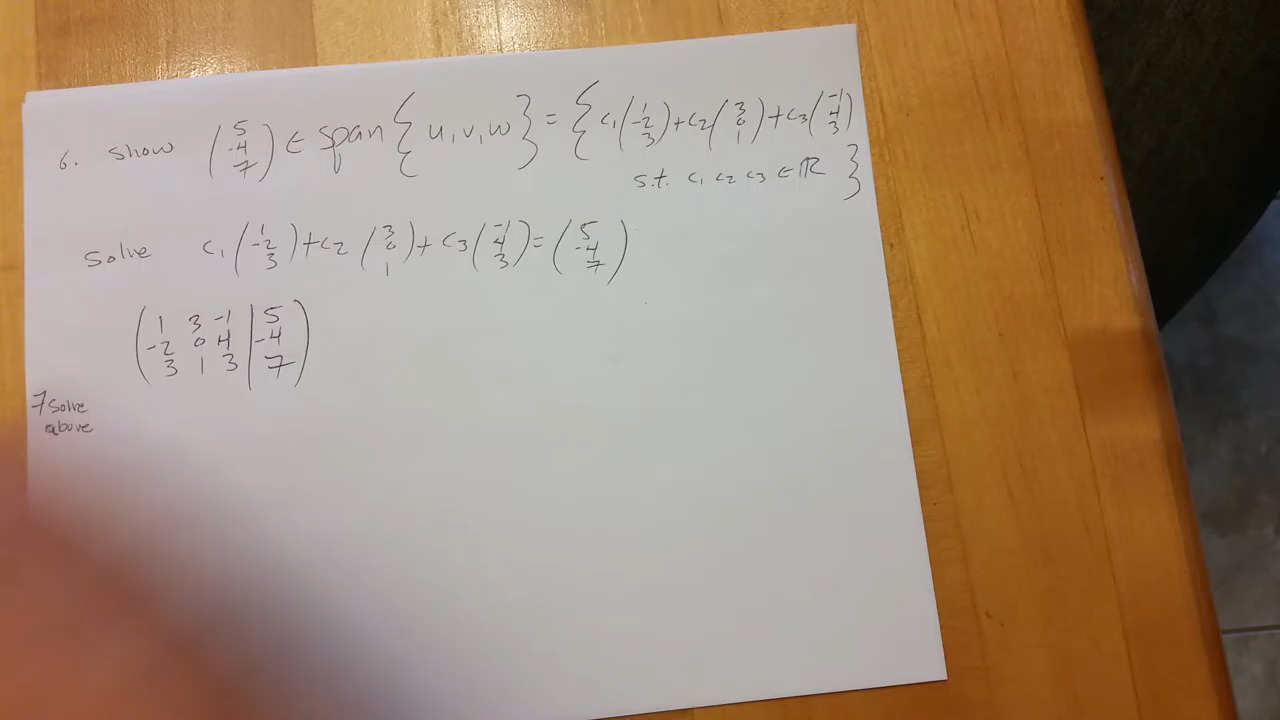 6. show (5 -4 7) ∈ span {u,v,w} = { c1 (1 -2 3) + c2 (3 0 1) + c3 (-1 4 3)
s.t. c1 c2 c3 ∈ ℝ }
Solve c1 (1 -2 3) + c2 (3 0 1) + c3 (-1 4 3) = (5 -4 7)
1 3 -1 | 5
-2 0 4 | -4
3 1 3 | 7
7 Solve
above